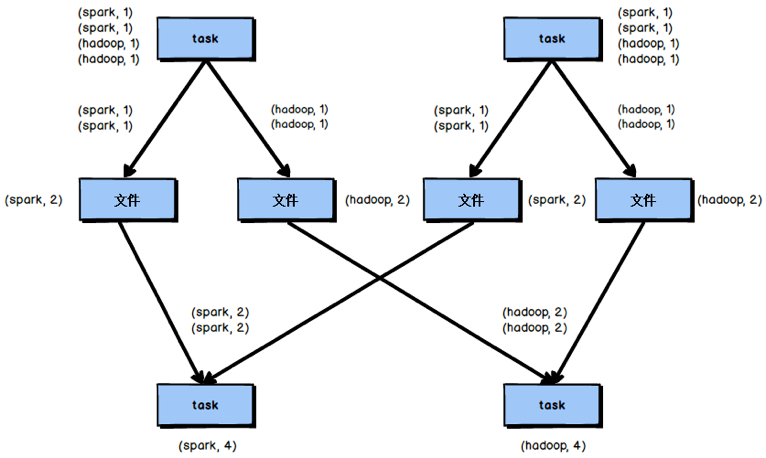 (spark, 1)
(spark, 1)
(hadoop, 1)
(hadoop, 1)
task
task
(spark, 1)
(spark, 1)
(hadoop, 1)
(hadoop, 1)
(spark, 1)
(spark, 1)
(hadoop, 1)
(hadoop, 1)
(spark, 1)
(spark, 1)
(hadoop, 1)
(hadoop, 1)
(spark, 2)
文件
文件
(hadoop, 2)
文件
(spark, 2)
文件
(hadoop, 2)
(spark, 2)
(spark, 2)
(hadoop, 2)
(hadoop, 2)
task
task
(spark, 4)
(hadoop, 4)